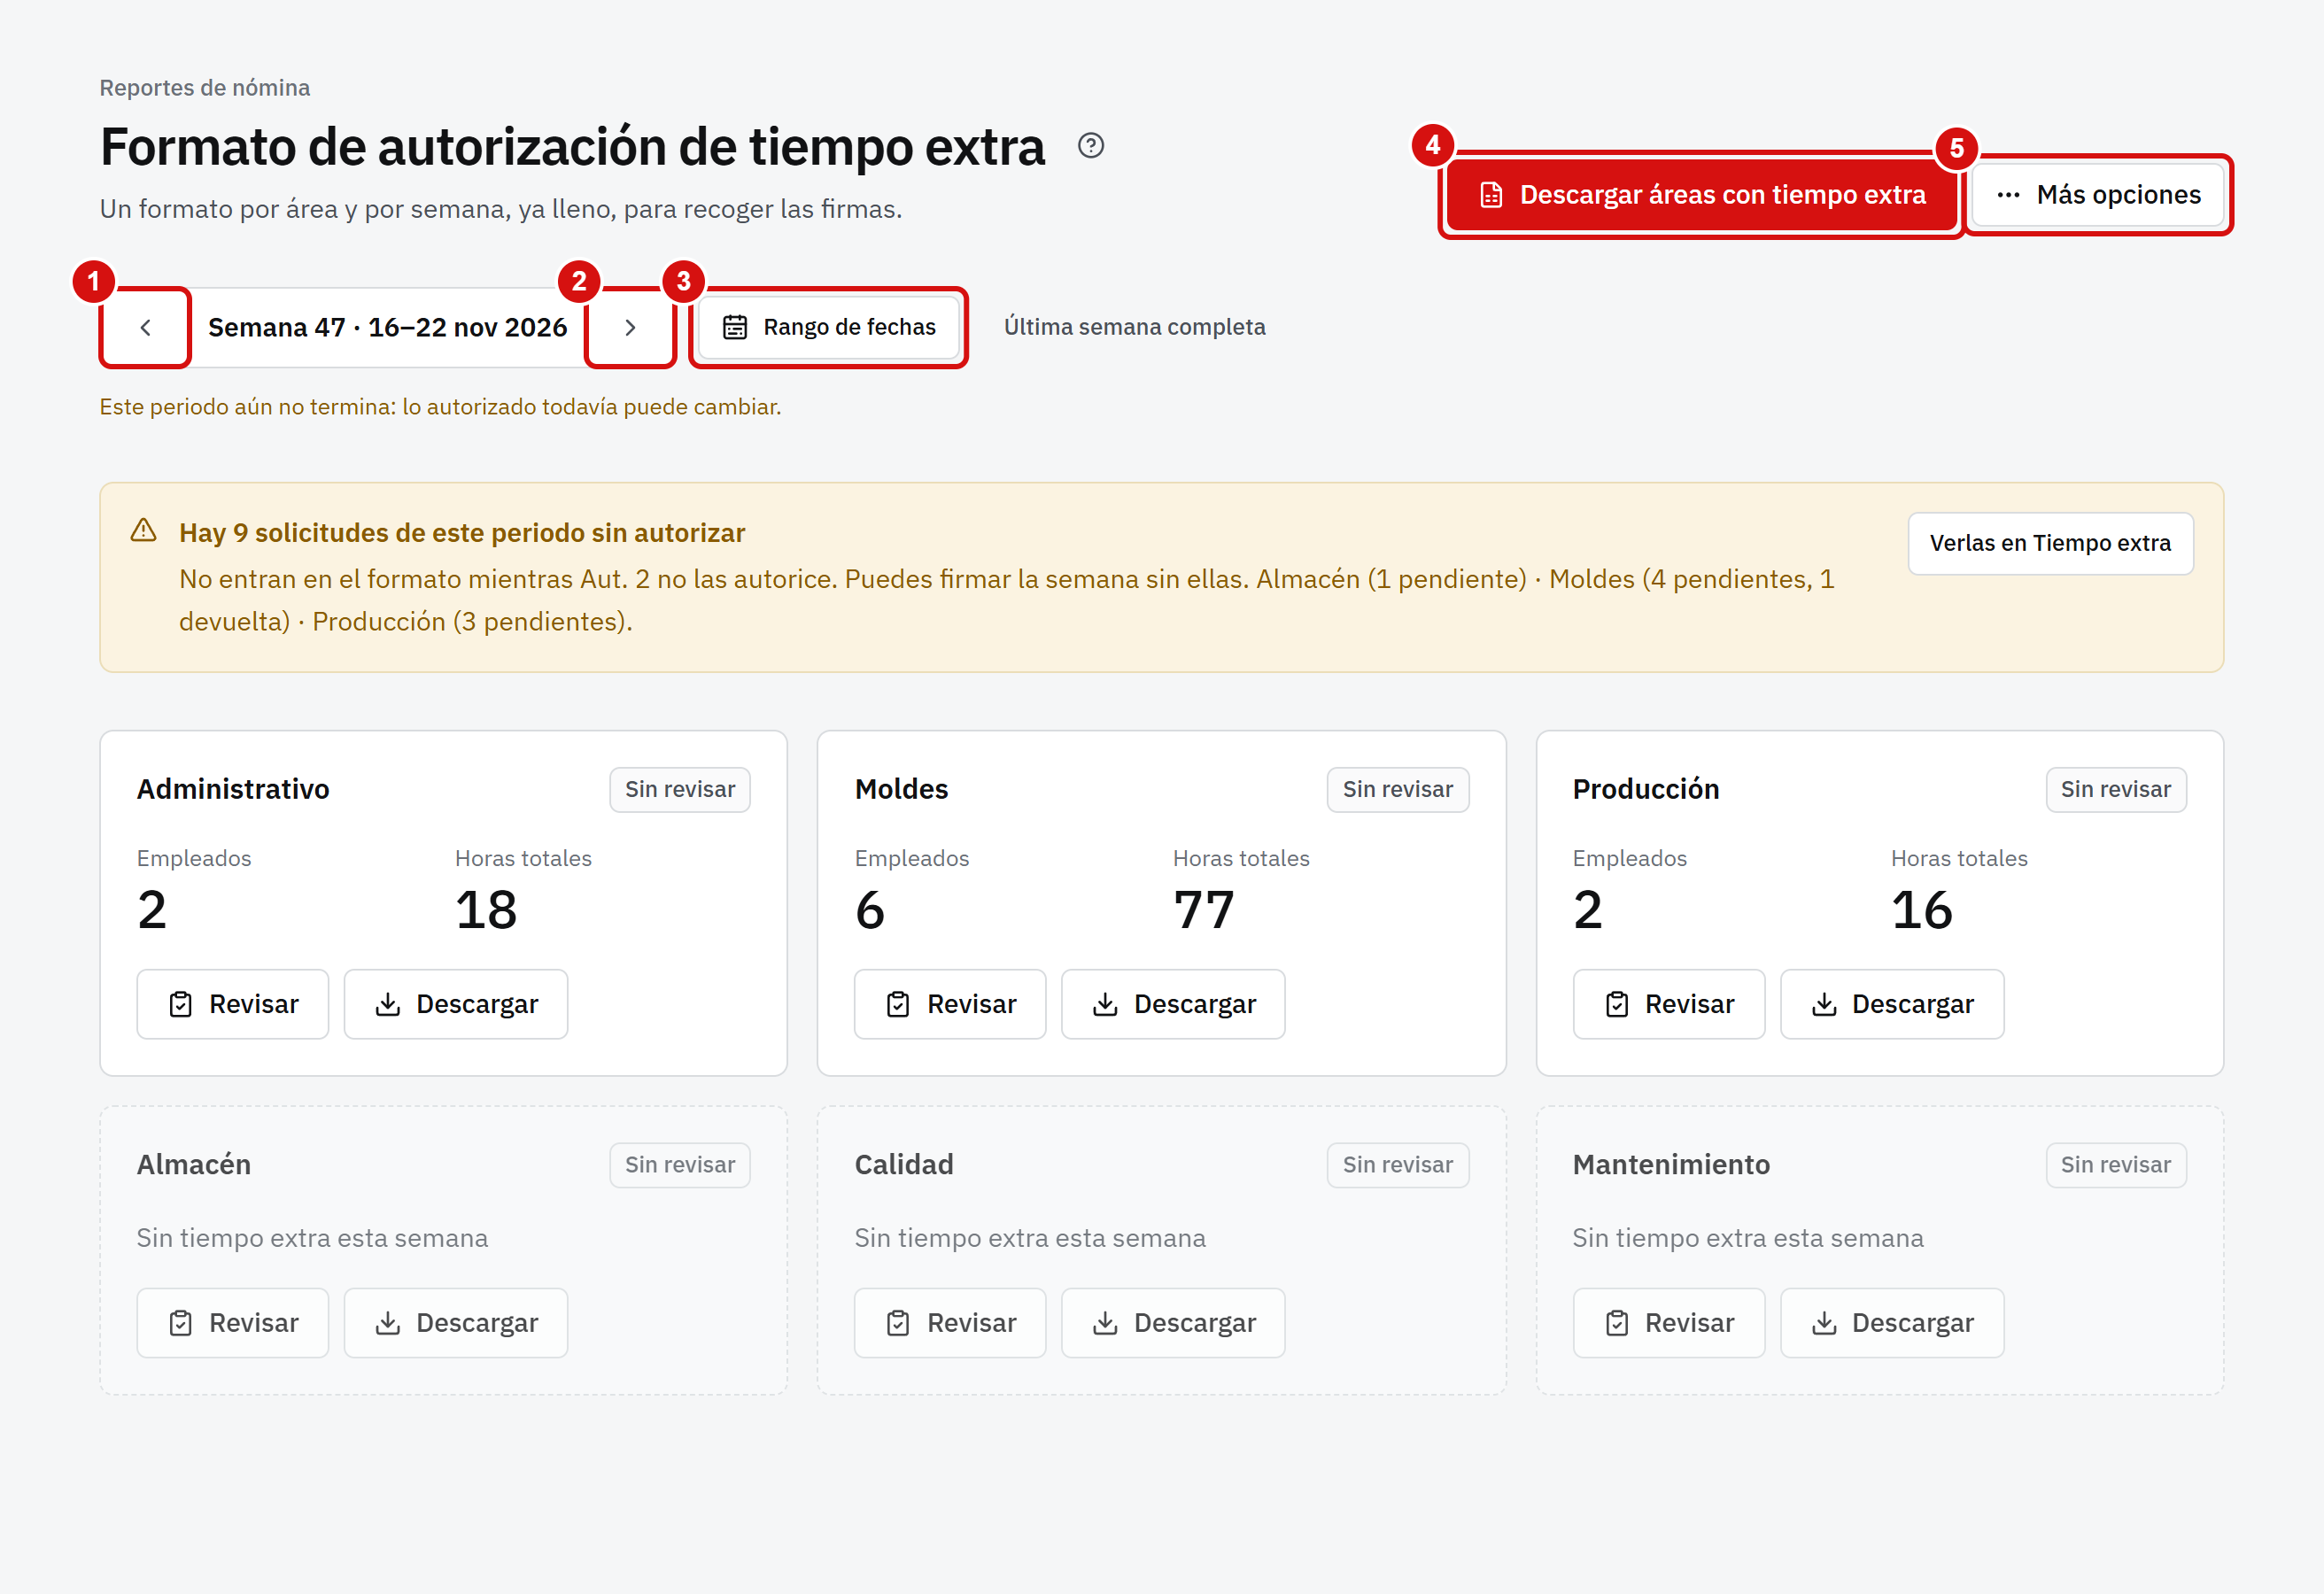 Reportes de nómina
Formato de autorización de tiempo extra
Un formato por área y por semana, ya lleno, para recoger las firmas.
4 Descargar áreas con tiempo extra
5 Más opciones
1
Semana 47 · 16–22 nov 2026
2
3 Rango de fechas
Última semana completa
Este periodo aún no termina: lo autorizado todavía puede cambiar.
Hay 9 solicitudes de este periodo sin autorizar
No entran en el formato mientras Aut. 2 no las autorice. Puedes firmar la semana sin ellas. Almacén (1 pendiente) · Moldes (4 pendientes, 1
devuelta) · Producción (3 pendientes).
Verlas en Tiempo extra
Administrativo Sin revisar
Empleados Horas totales
2 18
Revisar Descargar
Moldes Sin revisar
Empleados Horas totales
6 77
Revisar Descargar
Producción Sin revisar
Empleados Horas totales
2 16
Revisar Descargar
Almacén Sin revisar
Sin tiempo extra esta semana
Revisar Descargar
Calidad Sin revisar
Sin tiempo extra esta semana
Revisar Descargar
Mantenimiento Sin revisar
Sin tiempo extra esta semana
Revisar Descargar